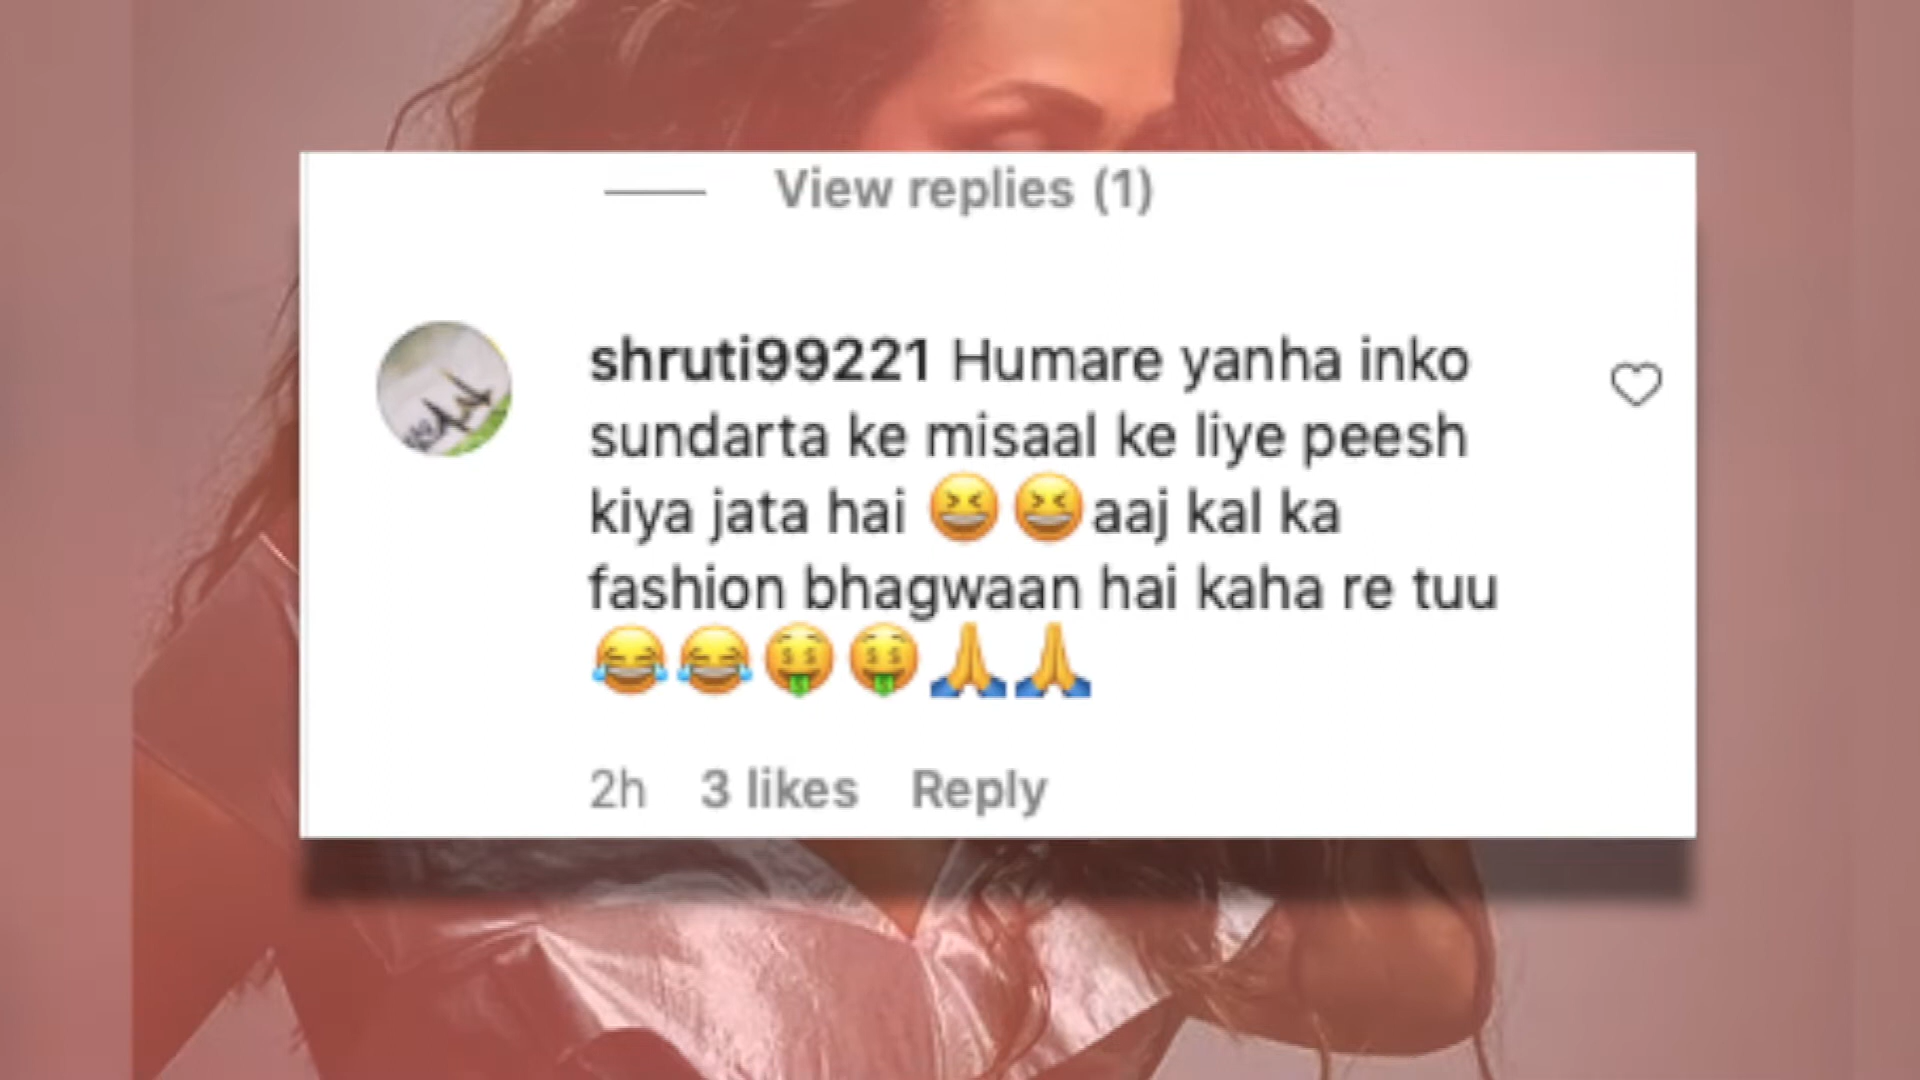 View replies (1)
shruti99221 Humare yanha inko
sundarta ke misaal ke liye peesh
kiya jata hai 😆😆aaj kal ka
fashion bhagwaan hai kaha re tuu
😂😂🤑🤑🙏🙏
2h 3 likes Reply